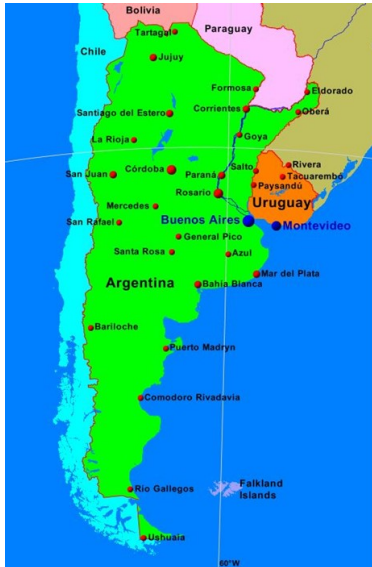 Bolivia
Paraguay
Tartagal
Chile
Jujuy
Formosa
Eldorado
Corrientes
Santiago del Estero
Oberá
Goya
La Rioja
Rivera
Salto
Córdoba
San Juan
Paraná
Tacuarembó
Paysandú
Rosario
Uruguay
Mercedes
Buenos Aires
San Rafael
Montevideo
General Pico
Santa Rosa
Azul
Mar del Plata
Argentina
Bahia Blanca
Bariloche
Puerto Madryn
Comodoro Rivadavia
Falkland
Islands
Rio Gallegos
Ushusia
60°W